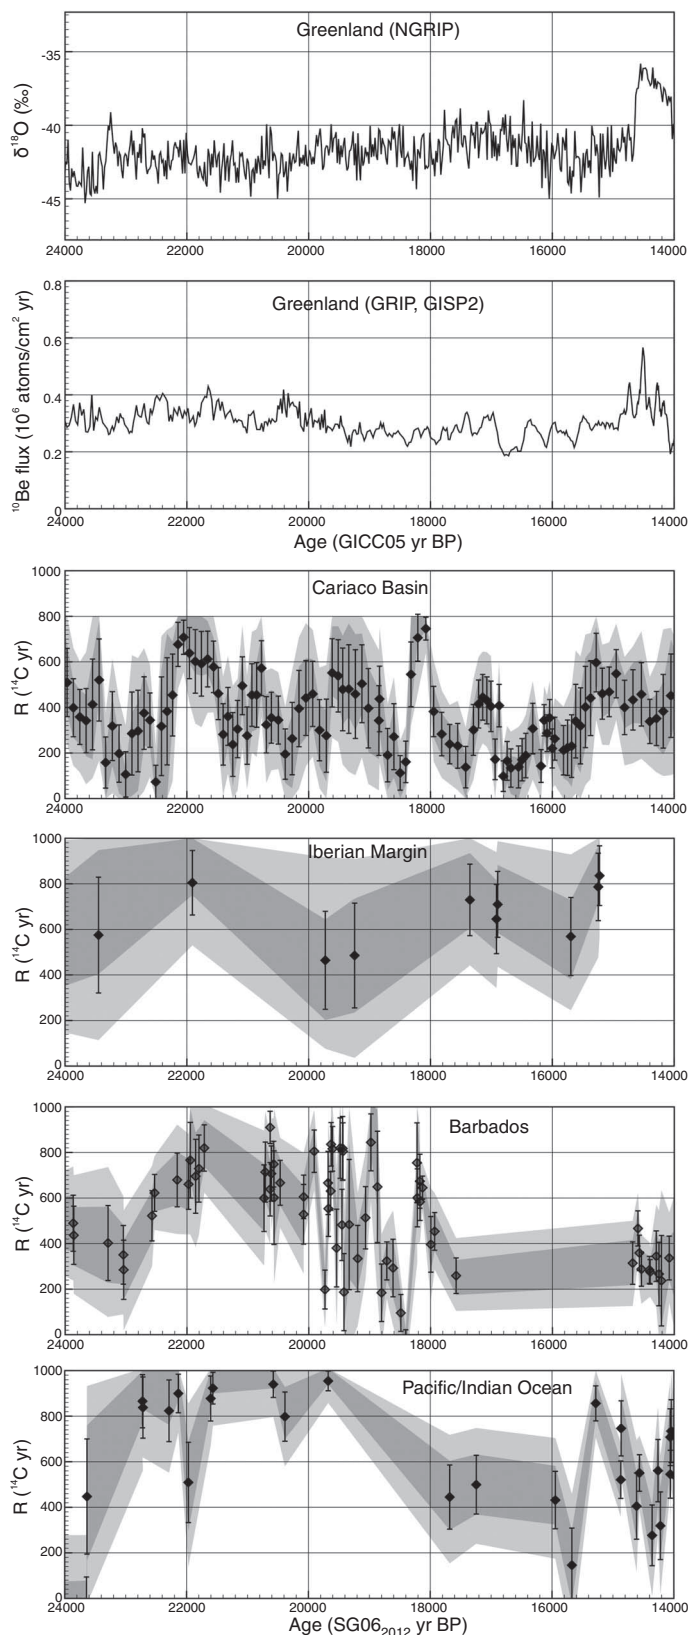 Greenland (NGRIP)
δ18O (‰)
-35
-40
-45
24000 22000 20000 18000 16000 14000
Greenland (GRIP, GISP2)
10Be flux (10⁶ atoms/cm² yr)
0.8
0.6
0.4
0.2
0
24000 22000 20000 18000 16000 14000
Age (GICC05 yr BP)
Cariaco Basin
R (¹⁴C yr)
1000
800
600
400
200
0
24000 22000 20000 18000 16000 14000
Iberian Margin
R (¹⁴C yr)
1000
800
600
400
200
0
24000 22000 20000 18000 16000 14000
Barbados
R (¹⁴C yr)
1000
800
600
400
200
0
24000 22000 20000 18000 16000 14000
Pacific/Indian Ocean
R (¹⁴C yr)
1000
800
600
400
200
0
24000 22000 20000 18000 16000 14000
Age (SG06₂₀₁₂ yr BP)